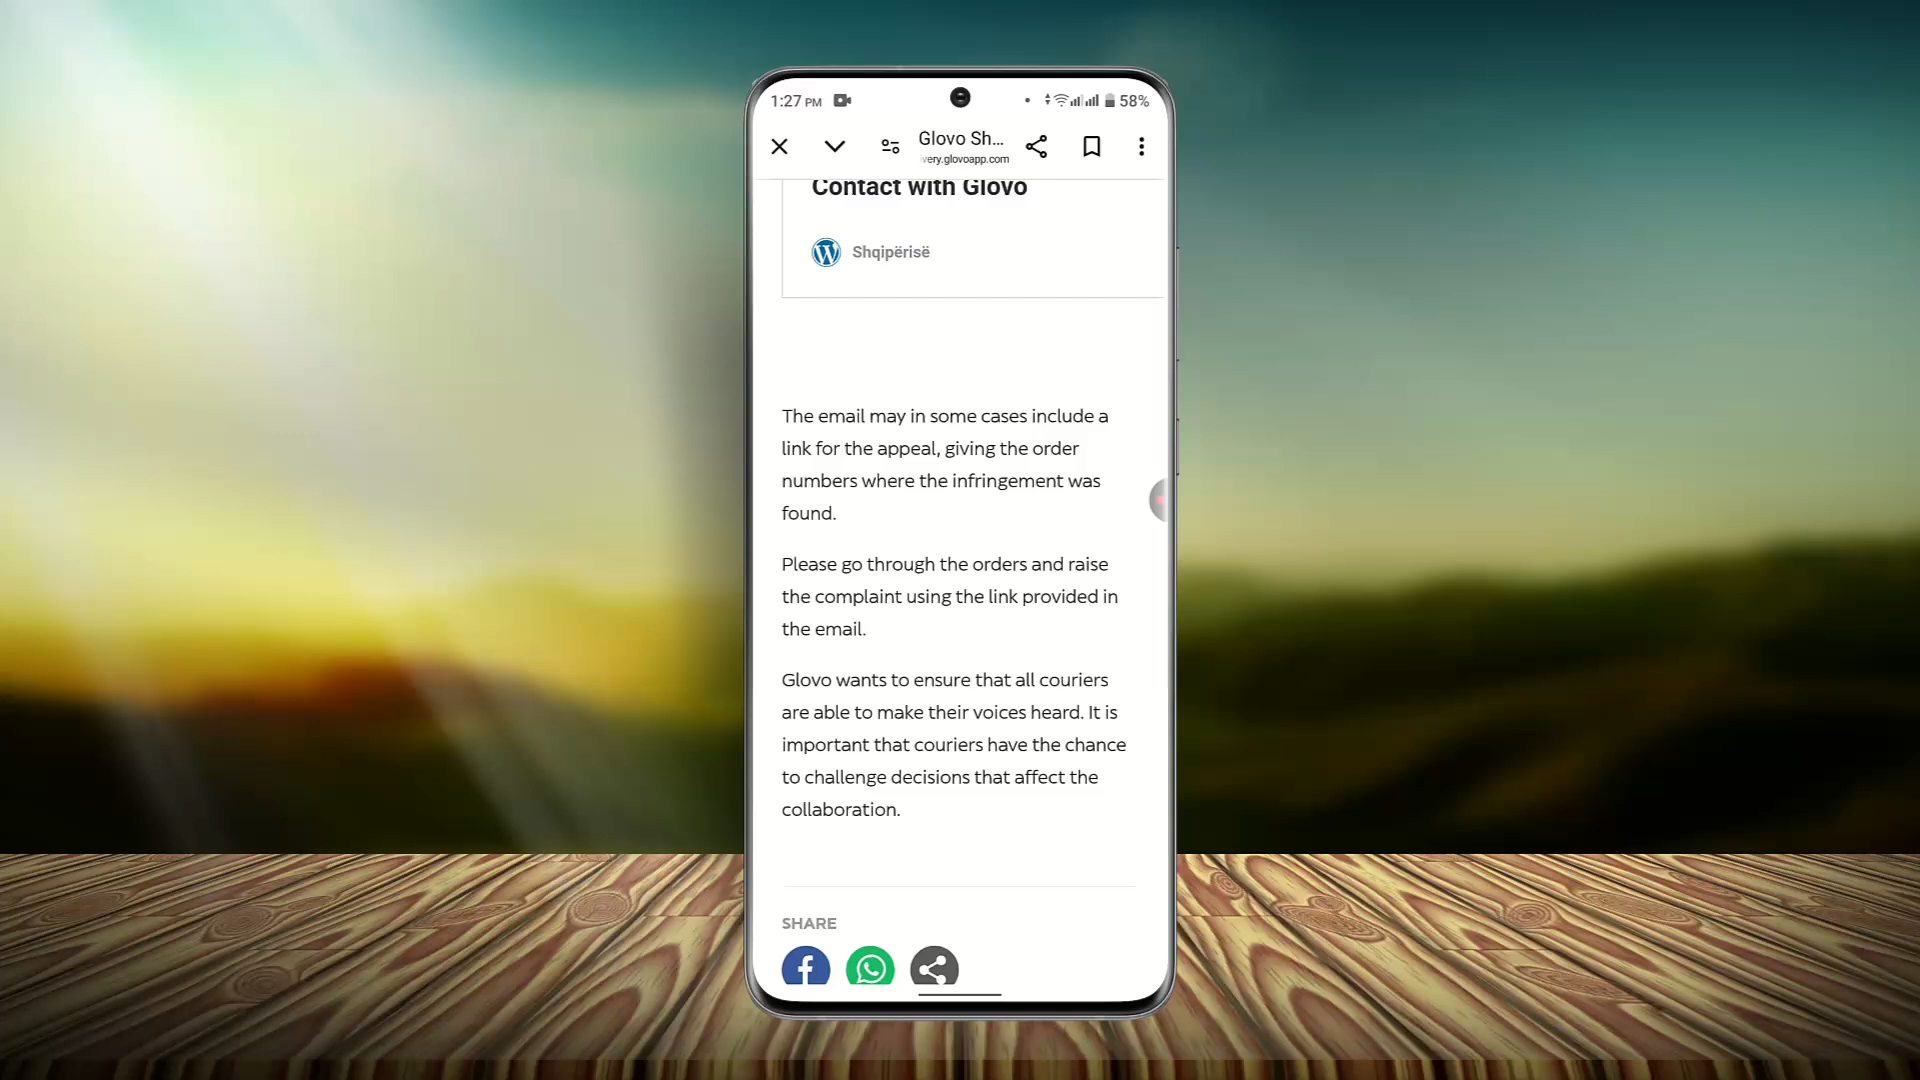 1:27 PM
58%
Glovo Sh...
very.glovoapp.com
Contact with Glovo
Shqipërisë
The email may in some cases include a
link for the appeal, giving the order
numbers where the infringement was
found.
Please go through the orders and raise
the complaint using the link provided in
the email.
Glovo wants to ensure that all couriers
are able to make their voices heard. It is
important that couriers have the chance
to challenge decisions that affect the
collaboration.
SHARE